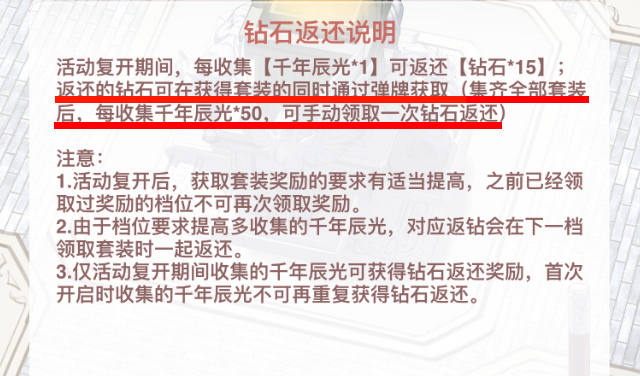 钻石返还说明
活动复开期间，每收集【千年辰光*1】可返还【钻石*15】；
返还的钻石可在获得套装的同时通过弹牌获取（集齐全部套装
后，每收集千年辰光*50，可手动领取一次钻石返还）
注意：
1.活动复开后，获取套装奖励的要求有适当提高，之前已经领
取过奖励的档位不可再次领取奖励。
2.由于档位要求提高多收集的千年辰光，对应返钻会在下一档
领取套装时一起返还。
3.仅活动复开期间收集的千年辰光可获得钻石返还奖励，首次
开启时收集的千年辰光不可再重复获得钻石返还。